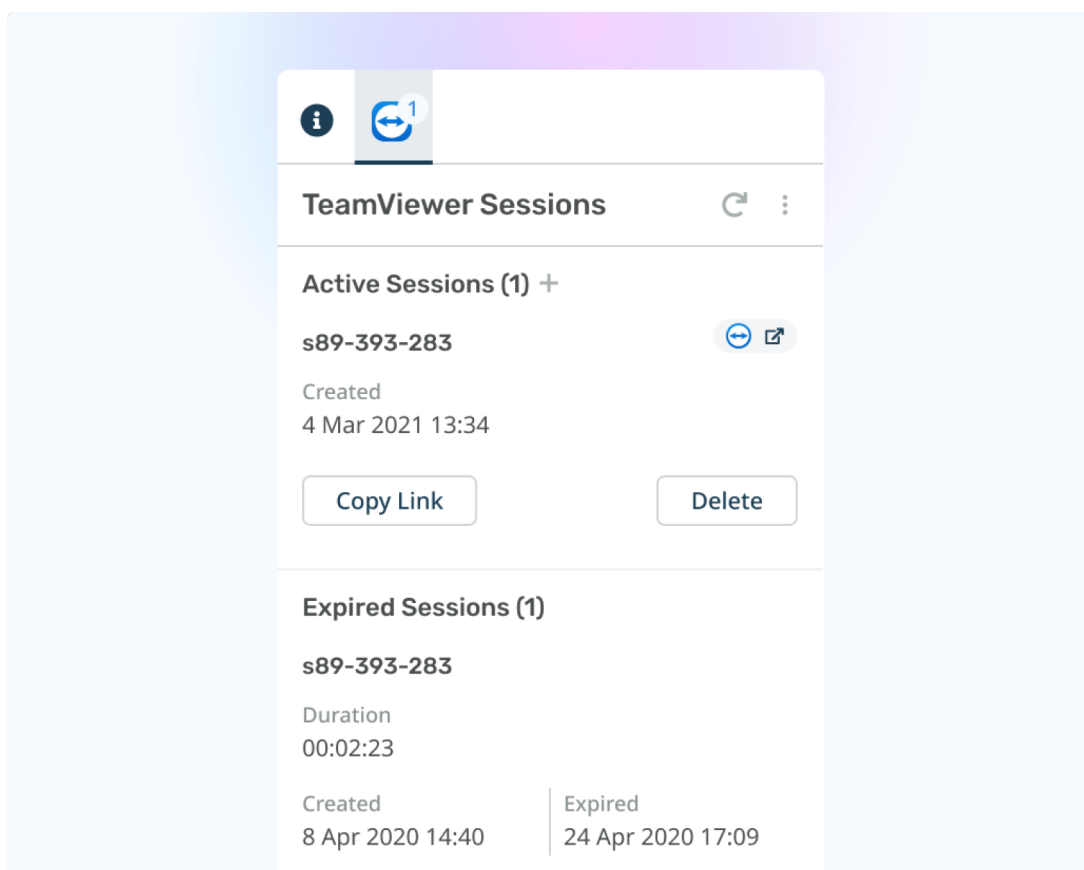 1
TeamViewer Sessions
Active Sessions (1)
s89-393-283
Created
4 Mar 2021 13:34
Copy Link
Delete
Expired Sessions (1)
s89-393-283
Duration
00:02:23
Created
Expired
8 Apr 2020 14:40
24 Apr 2020 17:09